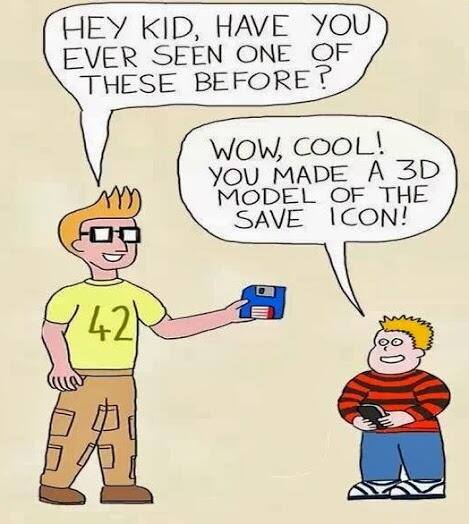 HEY KID, HAVE YOU
EVER SEEN ONE OF
THESE BEFORE?
WOW, COOL!
YOU MADE A 3D
MODEL OF THE
SAVE ICON!
42